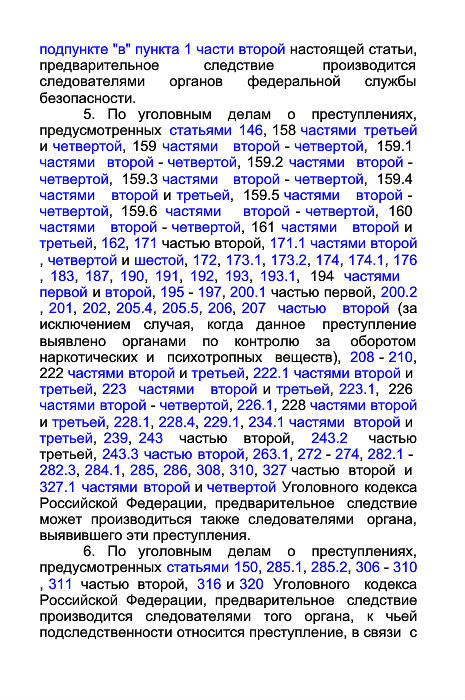 подпункте "в" пункта 1 части второй настоящей статьи,
предварительное следствие производится
следователями органов федеральной службы
безопасности.
5. По уголовным делам о преступлениях,
предусмотренных статьями 146, 158 частями третьей
и четвертой, 159 частями второй - четвертой, 159.1
частями второй - четвертой, 159.2 частями второй -
четвертой, 159.3 частями второй - четвертой, 159.4
частями второй и третьей, 159.5 частями второй -
четвертой, 159.6 частями второй - четвертой, 160
частями второй - четвертой, 161 частями второй и
третьей, 162, 171 частью второй, 171.1 частями второй
, четвертой и шестой, 172, 173.1, 173.2, 174, 174.1, 176
, 183, 187, 190, 191, 192, 193, 193.1, 194 частями
первой и второй, 195 - 197, 200.1 частью первой, 200.2
, 201, 202, 205.4, 205.5, 206, 207 частью второй (за
исключением случая, когда данное преступление
выявлено органами по контролю за оборотом
наркотических и психотропных веществ), 208 - 210,
222 частями второй и третьей, 222.1 частями второй и
третьей, 223 частями второй и третьей, 223.1, 226
частями второй - четвертой, 226.1, 228 частями второй
и третьей, 228.1, 228.4, 229.1, 234.1 частями второй и
третьей, 239, 243 частью второй, 243.2 частью
третьей, 243.3 частью второй, 263.1, 272 - 274, 282.1 -
282.3, 284.1, 285, 286, 308, 310, 327 частью второй и
327.1 частями второй и четвертой Уголовного кодекса
Российской Федерации, предварительное следствие
может производиться также следователями органа,
выявившего эти преступления.
6. По уголовным делам о преступлениях,
предусмотренных статьями 150, 285.1, 285.2, 306 - 310
, 311 частью второй, 316 и 320 Уголовного кодекса
Российской Федерации, предварительное следствие
производится следователями того органа, к чьей
подследственности относится преступление, в связи с